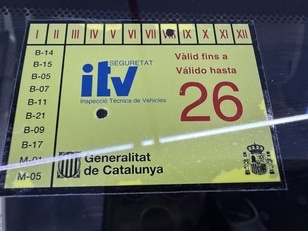 I II III IV V VI VII IX X XI XII
B-14
B-15
B-05
B-07
B-11
B-21
B-09
B-17
M-01
M-05
SEGURETAT
itv
Inspecció Tècnica de Vehicles
Vàlid fins a
Válido hasta
26
Generalitat
de Catalunya